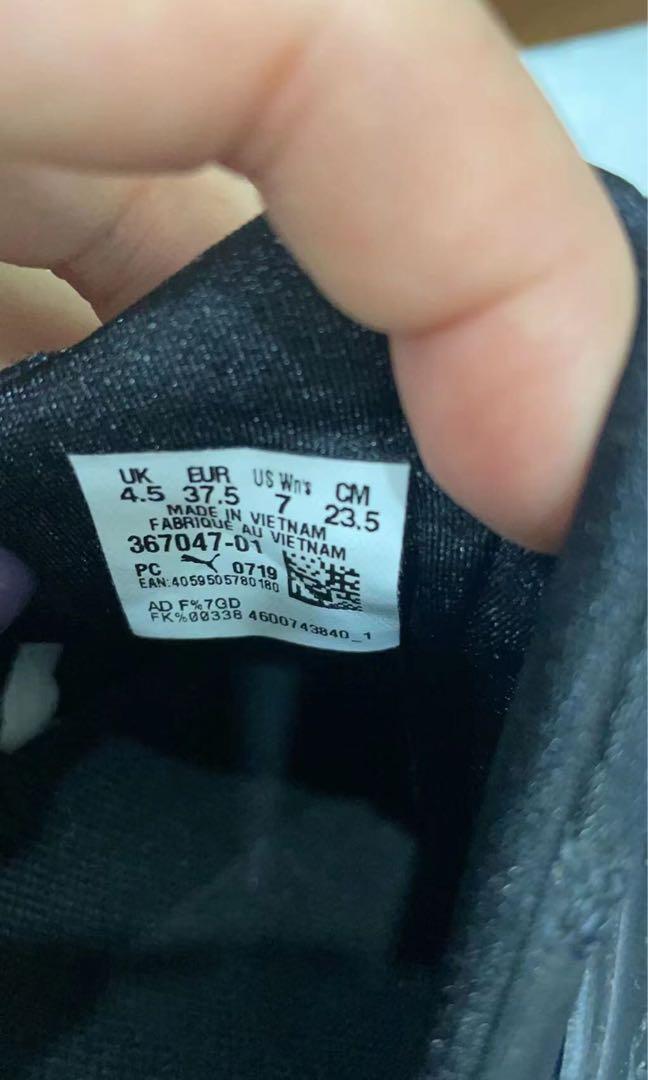 UK EUR US Wn's CM
4.5 37.5 7 23.5
MADE IN VIETNAM
FABRIQUE AU VIETNAM
367047-01
PC 0719
EAN:4059505780180
AD F%7GD
FK%00338 4600743840_1